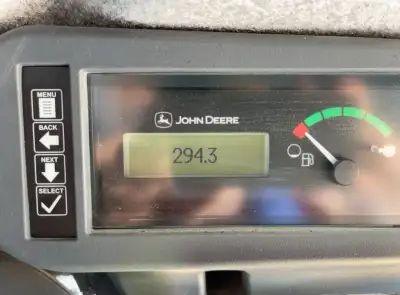 MENU
BACK
NEXT
SELECT
JOHN DEERE
294.3